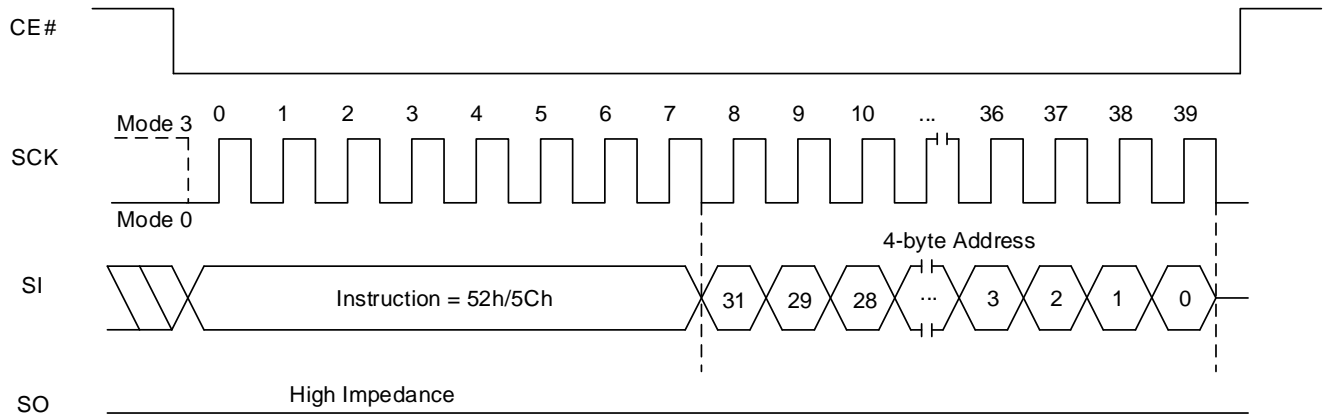 CE#
0 1 2 3 4 5 6 7 8 9 10 ... 36 37 38 39
Mode 3
SCK
Mode 0
4-byte Address
SI
Instruction = 52h/5Ch 31 29 28 ... 3 2 1 0
High Impedance
SO